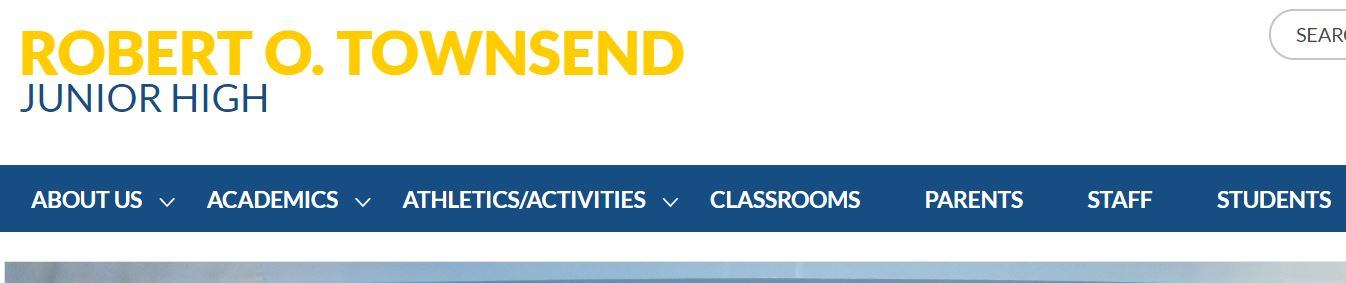 ROBERT O. TOWNSEND
JUNIOR HIGH
ABOUT US ACADEMICS ATHLETICS/ACTIVITIES CLASSROOMS PARENTS STAFF STUDENTS